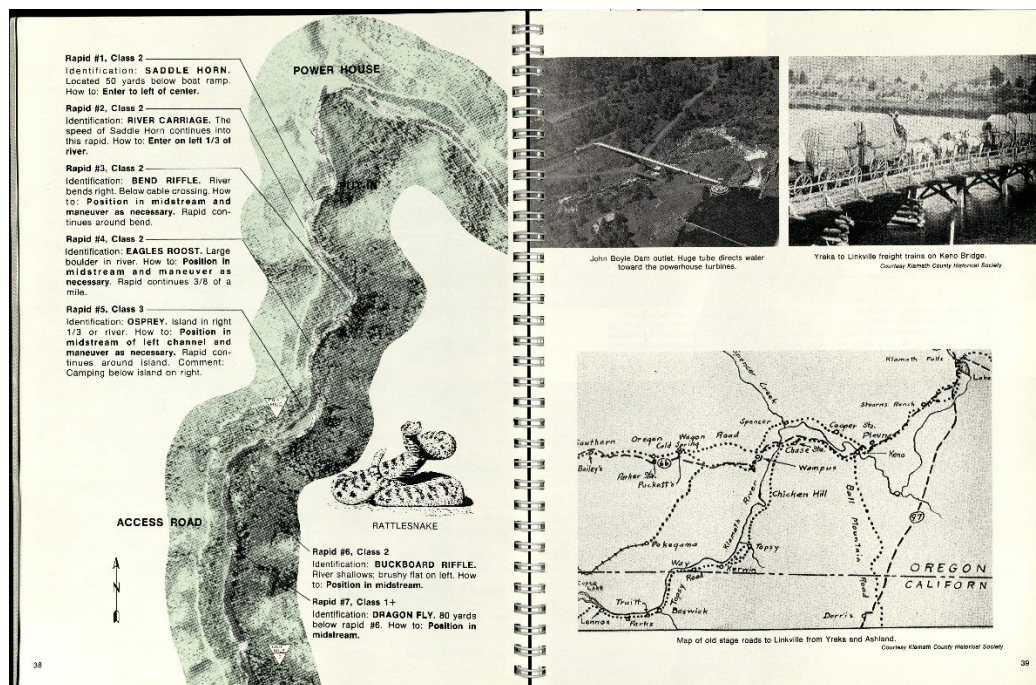 Rapid #1, Class 2
Identification: SADDLE HORN.
Located 50 yards below boat ramp.
How to: Enter to left of center.
Rapid #2, Class 2
Identification: RIVER CARRIAGE. The
speed of Saddle Horn continues into
this rapid. How to: Enter on left 1/3 of
river.
Rapid #3, Class 2
Identification: BEND RIFFLE. River
bends right. Below cable crossing. How
to: Position in midstream and
maneuver as necessary. Rapid con-
tinues around bend.
Rapid #4, Class 2
Identification: EAGLES ROOST. Large
boulder in river. How to: Position in
midstream and maneuver as
necessary. Rapid continues 3/8 of a
mile.
Rapid #5, Class 3
Identification: OSPREY. Island in right
1/3 or river. How to: Position in
midstream of left channel and
maneuver as necessary. Rapid con-
tinues around island. Comment:
Camping below island on right.
POWER HOUSE
ACCESS ROAD
RATTLESNAKE
Rapid #6, Class 2
Identification: BUCKBOARD RIFFLE.
River shallows; brushy flat on left. How
to: Position in midstream.
Rapid #7, Class 1+
Identification: DRAGON FLY. 80 yards
below rapid #6. How to: Position in
midstream.
38
John Boyle Dam outlet. Huge tube directs water
toward the powerhouse turbines.
Yreka to Linkville freight trains on Keno Bridge.
Courtesy Klamath County Historical Society
Spencer Creek
Klamath Falls
Lake
Stearns Ranch
Spencer
Cooper Sta.
Plevna
Southern Oregon Wagon Road
Cold Spring
Chase Sta.
Keno
Bailey's
66
Parker Sta.
Puckett's
Wampus
Chicken Hill
Klamath River
Ball Mountain Road
97
Pokegama
Topsy
Way
Kerwin
Topsy Road
OREGON
CALIFORN
Truitt
Beswick
Lennox
Parks
Dorris
Map of old stage roads to Linkville from Yreka and Ashland.
Courtesy Klamath County Historical Society
39